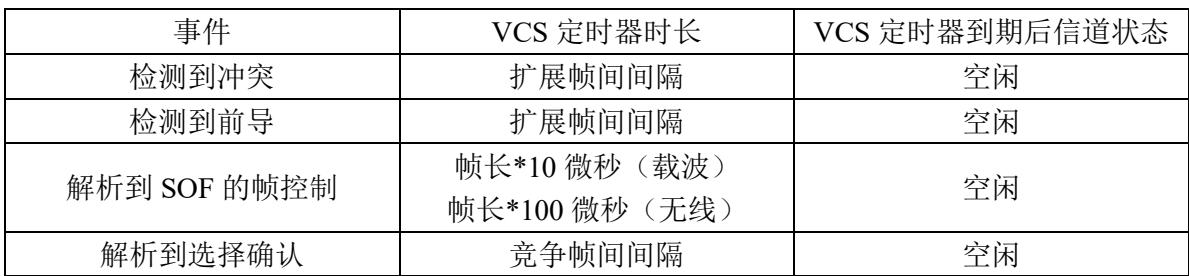 事件 VCS 定时器时长 VCS 定时器到期后信道状态
检测到冲突 扩展帧间间隔 空闲
检测到前导 扩展帧间间隔 空闲
解析到 SOF 的帧控制 帧长*10 微秒（载波） 空闲
帧长*100 微秒（无线）
解析到选择确认 竞争帧间间隔 空闲